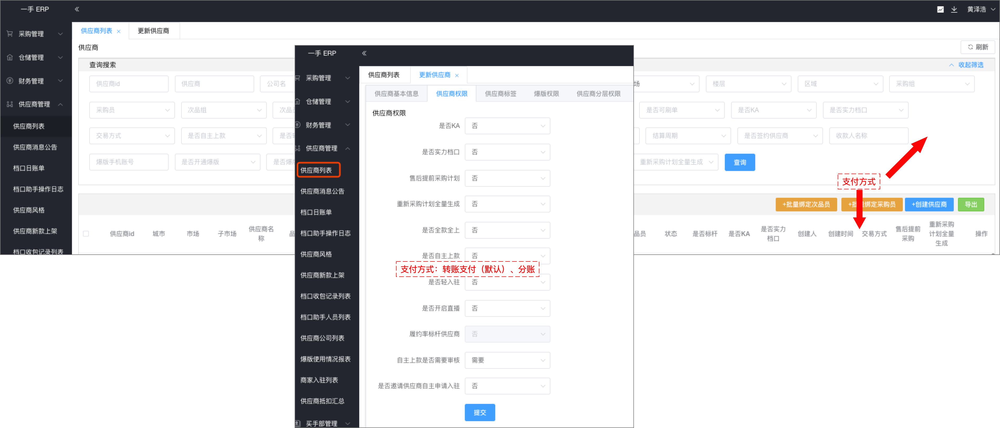 一手 ERP
黄泽浩
采购管理
仓储管理
财务管理
供应商管理
供应商列表
供应商消息公告
档口日账单
档口助手操作日志
供应商风格
供应商新款上架
档口收包记录列表
供应商列表 ×
更新供应商
供应商
刷新
查询搜索
收起筛选
供应商id
供应商
公司名
场
楼层
区域
采购组
采购员
次品组
次品
是否可刷单
是否KA
是否实力档口
交易方式
是否自主上款
是否
结算周期
是否签约供应商
收款人名称
爆版手机账号
是否开通爆版
是否爆
重新采购计划全量生成
查询
支付方式
+批量绑定次品员
+批量绑定采购员
+创建供应商
导出
供应商id
城市
市场
子市场
供应商名
称
品
品员
状态
是否标杆
是否KA
是否实力
档口
创建人
创建时间
交易方式
售后提前
采购
重新采购
计划全量
生成
操作
一手 ERP
采购管理
仓储管理
财务管理
供应商管理
供应商列表
供应商消息公告
档口日账单
档口助手操作日志
供应商风格
供应商新款上架
档口收包记录列表
档口助手人员列表
供应商公司列表
爆版使用情况报表
商家入驻列表
供应商抵扣汇总
买手部管理
供应商列表
更新供应商 ×
供应商基本信息
供应商权限
供应商标签
爆版权限
供应商分层权限
供应商权限
是否KA 否
是否实力档口 否
售后提前采购计划 否
重新采购计划全量生成 否
是否全款全上 否
是否自主上款 否
支付方式：转账支付（默认）、分账
是否轻入驻 否
是否开启直播 否
履约率标杆供应商 否
自主上款是否需要审核 需要
是否邀请供应商自主申请入驻 否
提交